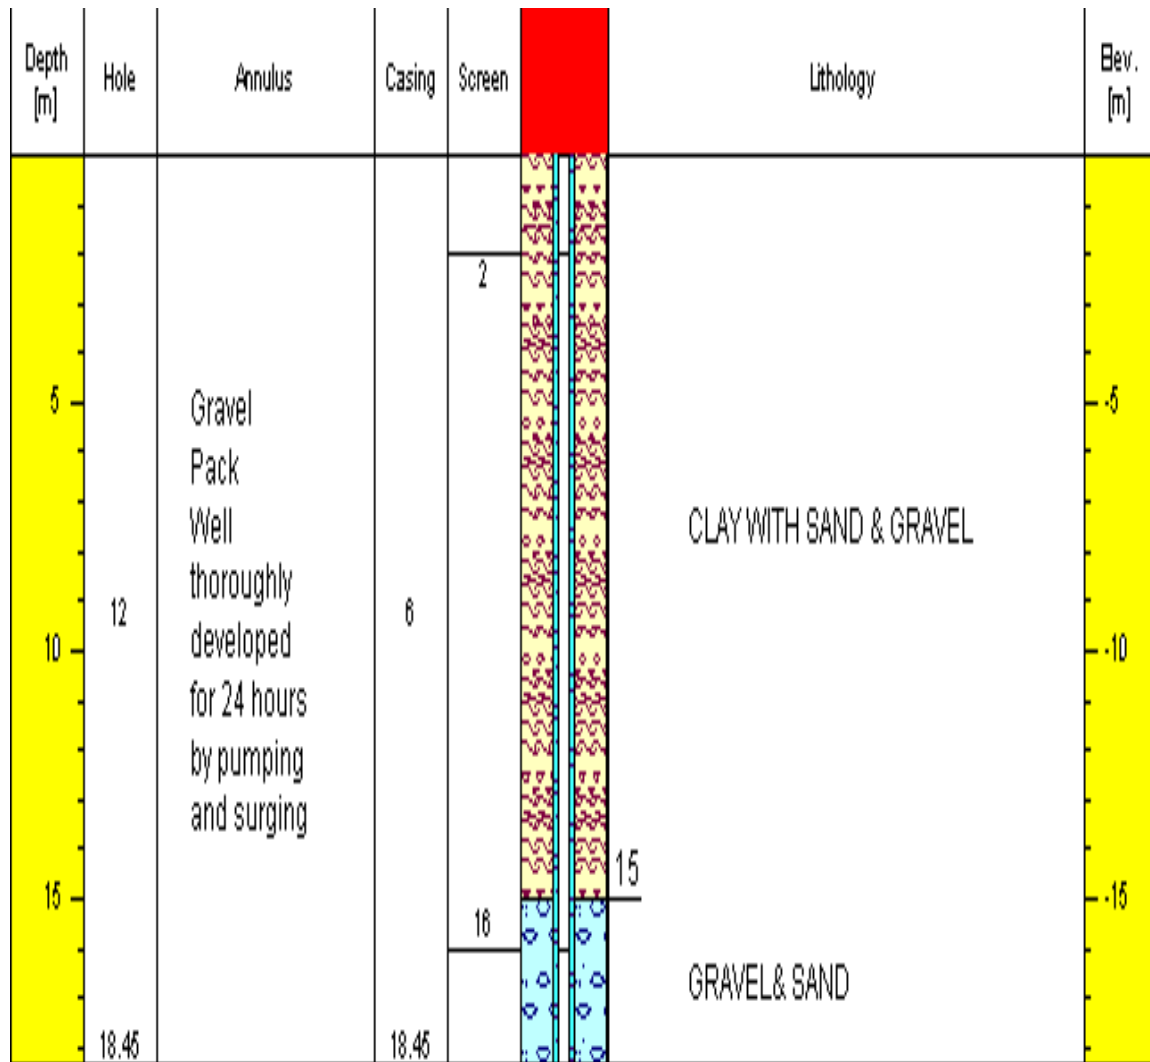 Depth
[m]
Hole
Annulus
Casing
Screen
Lithology
Elev.
[m]
2
5
-5
Gravel
Pack
Well
thoroughly
developed
for 24 hours
by pumping
and surging
CLAY WITH SAND & GRAVEL
12
6
10
-10
15
15
-15
16
GRAVEL& SAND
18.45
18.45